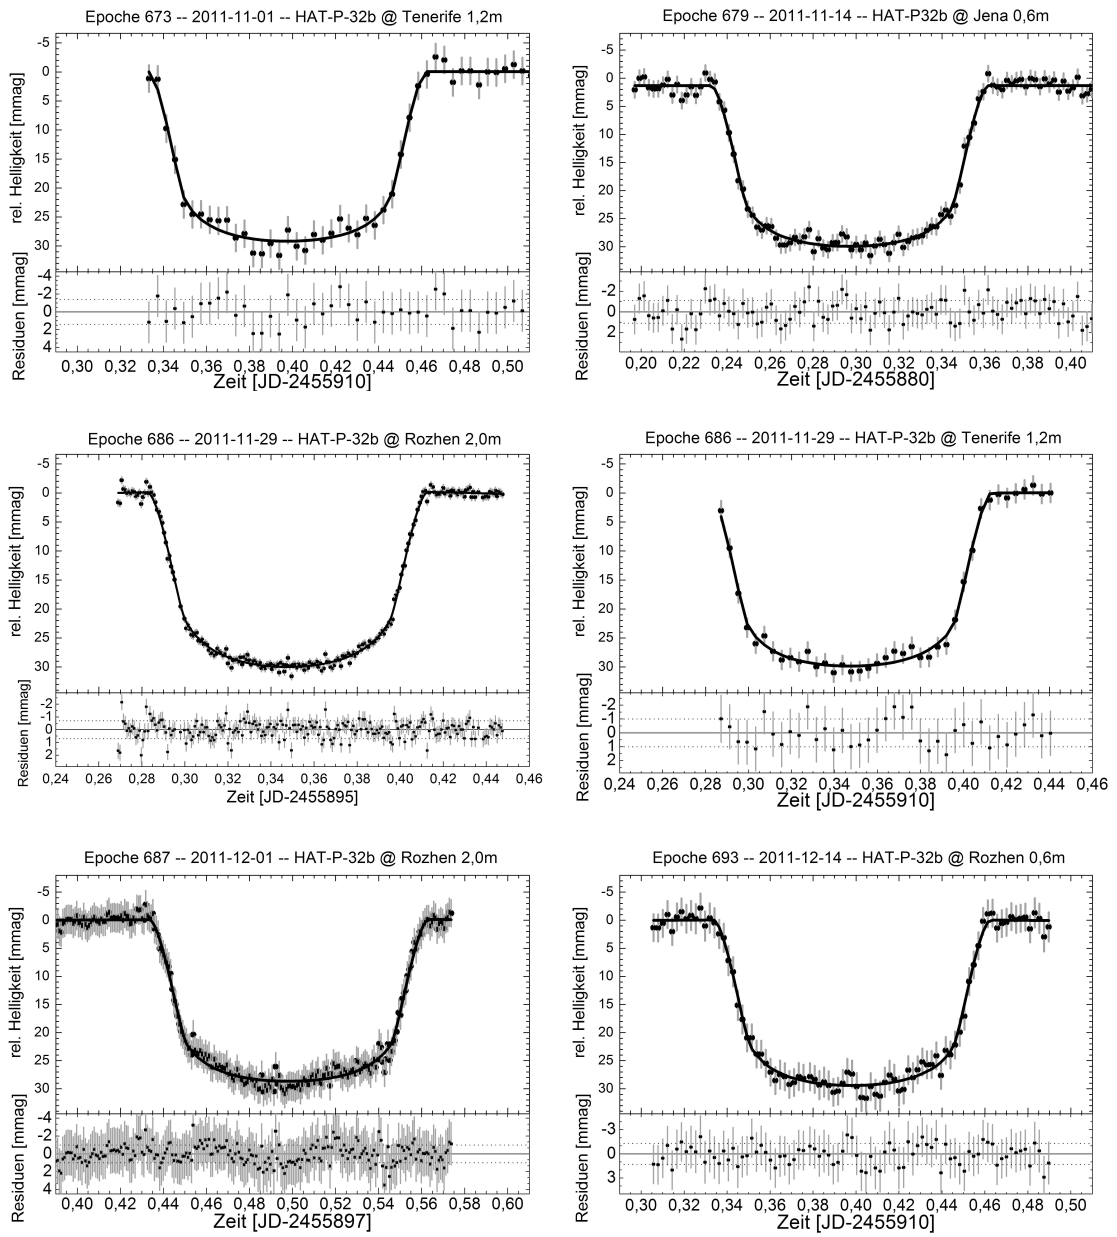 Epoche 673 -- 2011-11-01 -- HAT-P-32b @ Tenerife 1,2m
rel. Helligkeit [mmag]
-5
0
5
10
15
20
25
30
Residuen [mmag]
-4
-2
0
2
4
0,30 0,32 0,34 0,36 0,38 0,40 0,42 0,44 0,46 0,48 0,50
Zeit [JD-2455910]
Epoche 679 -- 2011-11-14 -- HAT-P32b @ Jena 0,6m
rel. Helligkeit [mmag]
-5
0
5
10
15
20
25
30
Residuen [mmag]
-2
0
2
0,20 0,22 0,24 0,26 0,28 0,30 0,32 0,34 0,36 0,38 0,40
Zeit [JD-2455880]
Epoche 686 -- 2011-11-29 -- HAT-P-32b @ Rozhen 2,0m
rel. Helligkeit [mmag]
-5
0
5
10
15
20
25
30
Residuen [mmag]
-2
-1
0
1
2
0,24 0,26 0,28 0,30 0,32 0,34 0,36 0,38 0,40 0,42 0,44 0,46
Zeit [JD-2455895]
Epoche 686 -- 2011-11-29 -- HAT-P-32b @ Tenerife 1,2m
rel. Helligkeit [mmag]
-5
0
5
10
15
20
25
30
Residuen [mmag]
-2
-1
0
1
2
0,24 0,26 0,28 0,30 0,32 0,34 0,36 0,38 0,40 0,42 0,44 0,46
Zeit [JD-2455910]
Epoche 687 -- 2011-12-01 -- HAT-P-32b @ Rozhen 2,0m
rel. Helligkeit [mmag]
-5
0
5
10
15
20
25
30
Residuen [mmag]
-4
-2
0
2
4
0,40 0,42 0,44 0,46 0,48 0,50 0,52 0,54 0,56 0,58 0,60
Zeit [JD-2455897]
Epoche 693 -- 2011-12-14 -- HAT-P-32b @ Rozhen 0,6m
rel. Helligkeit [mmag]
-5
0
5
10
15
20
25
30
Residuen [mmag]
-3
0
3
0,30 0,32 0,34 0,36 0,38 0,40 0,42 0,44 0,46 0,48 0,50
Zeit [JD-2455910]